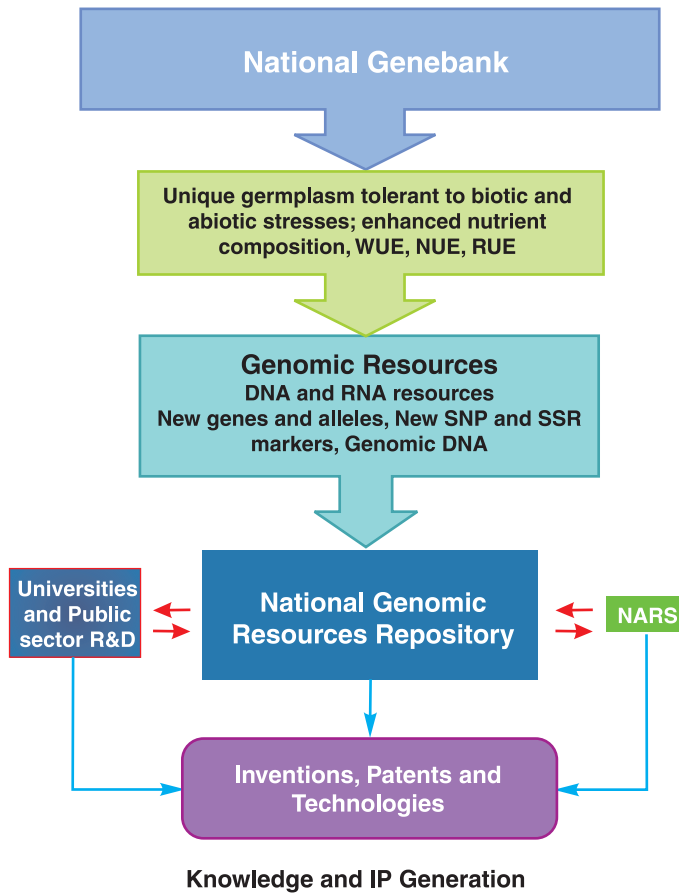 National Genebank
Unique germplasm tolerant to biotic and
abiotic stresses; enhanced nutrient
composition, WUE, NUE, RUE
Genomic Resources
DNA and RNA resources
New genes and alleles, New SNP and SSR
markers, Genomic DNA
Universities
and Public
sector R&D
National Genomic
Resources Repository
NARS
Inventions, Patents and
Technologies
Knowledge and IP Generation